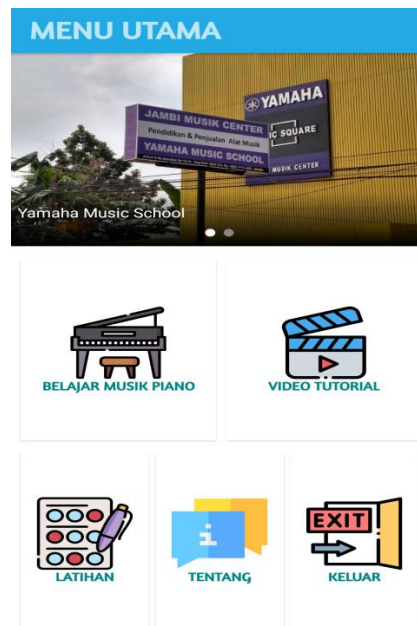 MENU UTAMA
YAMAHA
IC SQUARE
MUSIK CENTER
JAMBI MUSIK CENTER
Pendidikan & Penjualan Alat Musik
YAMAHA MUSIC SCHOOL
Yamaha Music School
BELAJAR MUSIK PIANO
VIDEO TUTORIAL
EXIT
LATIHAN
TENTANG
KELUAR